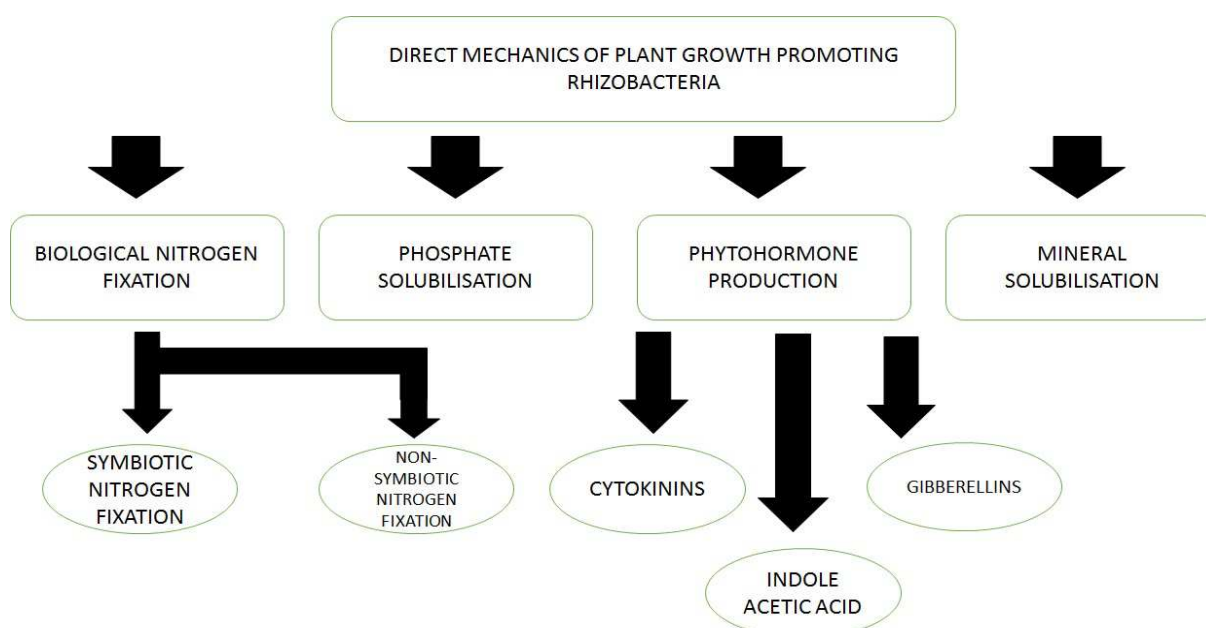 DIRECT MECHANICS OF PLANT GROWTH PROMOTING
RHIZOBACTERIA
BIOLOGICAL NITROGEN
FIXATION
PHOSPHATE
SOLUBILISATION
PHYTOHORMONE
PRODUCTION
MINERAL
SOLUBILISATION
SYMBIOTIC
NITROGEN
FIXATION
NON-
SYMBIOTIC
NITROGEN
FIXATION
CYTOKININS
GIBBERELLINS
INDOLE
ACETIC ACID